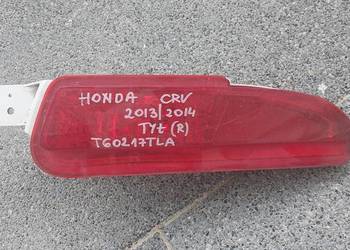 HONDA CRV
2013/2014
TYŁ (R)
T60217TLA